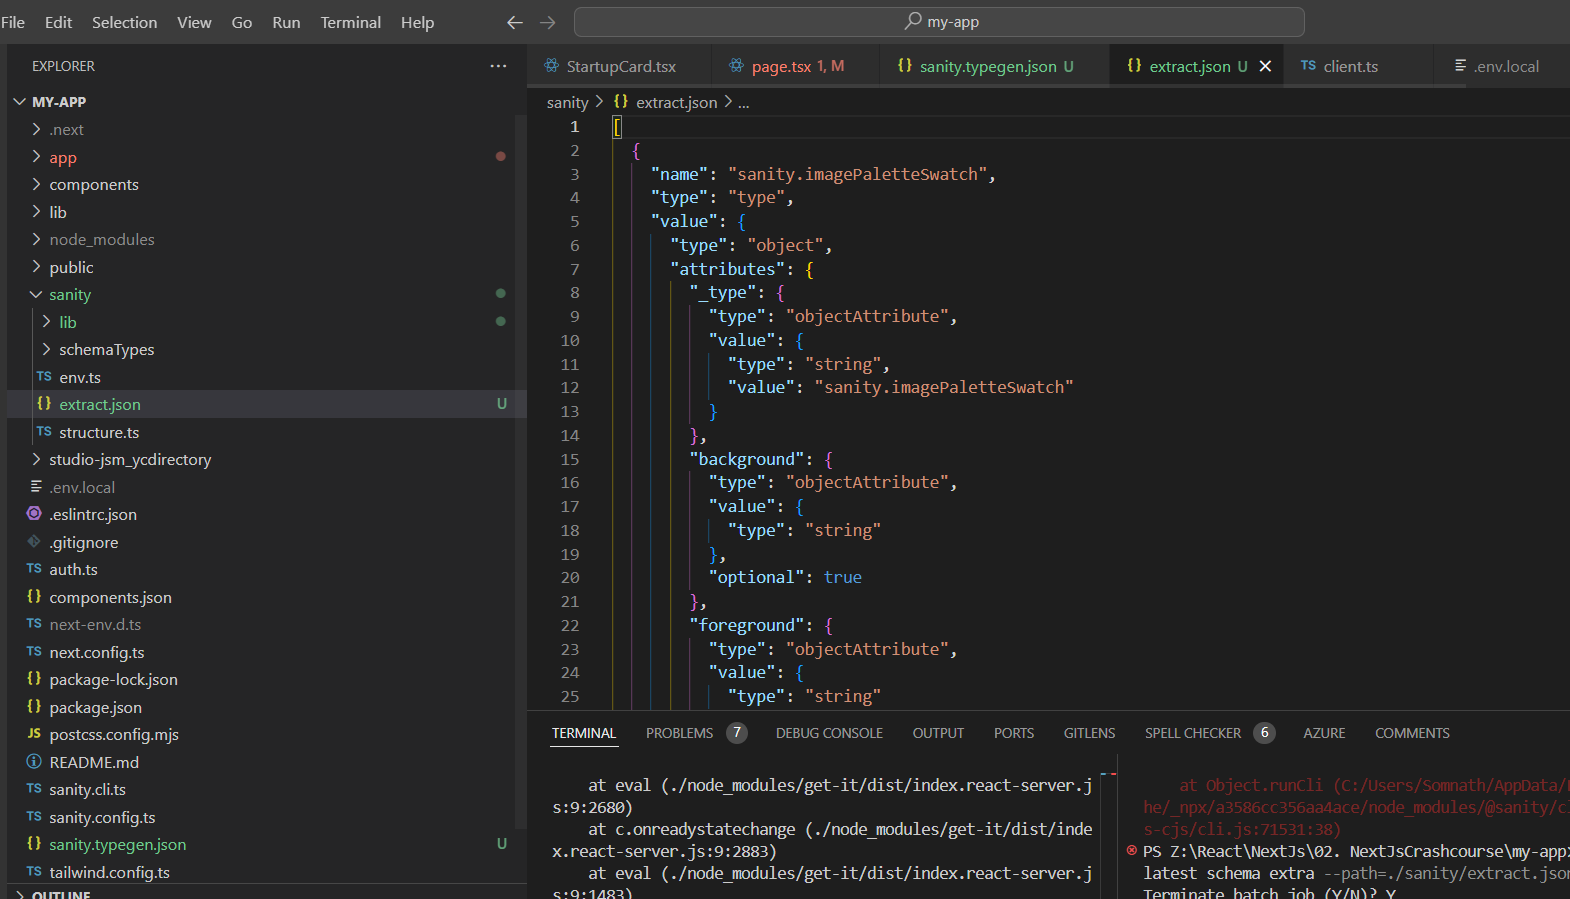 File Edit Selection View Go Run Terminal Help
my-app
EXPLORER ...
MY-APP
.next
app
components
lib
node_modules
public
sanity
lib
schemaTypes
TS env.ts
{} extract.json U
TS structure.ts
studio-jsm_ycdirectory
.env.local
.eslintrc.json
.gitignore
TS auth.ts
{} components.json
TS next-env.d.ts
TS next.config.ts
{} package-lock.json
{} package.json
JS postcss.config.mjs
README.md
TS sanity.cli.ts
TS sanity.config.ts
{} sanity.typegen.json U
TS tailwind.config.ts
OUTLINE
StartupCard.tsx page.tsx 1, M {} sanity.typegen.json U {} extract.json U TS client.ts .env.local
sanity > {} extract.json > ...
1 [
2 {
3 "name": "sanity.imagePaletteSwatch",
4 "type": "type",
5 "value": {
6 "type": "object",
7 "attributes": {
8 "_type": {
9 "type": "objectAttribute",
10 "value": {
11 "type": "string",
12 "value": "sanity.imagePaletteSwatch"
13 }
14 },
15 "background": {
16 "type": "objectAttribute",
17 "value": {
18 "type": "string"
19 },
20 "optional": true
21 },
22 "foreground": {
23 "type": "objectAttribute",
24 "value": {
25 "type": "string"
TERMINAL PROBLEMS 7 DEBUG CONSOLE OUTPUT PORTS GITLENS SPELL CHECKER 6 AZURE COMMENTS
at eval (./node_modules/get-it/dist/index.react-server.j
s:9:2680)
at c.onreadystatechange (./node_modules/get-it/dist/inde
x.react-server.js:9:2883)
at eval (./node_modules/get-it/dist/index.react-server.j
s:9:1483)
at Object.runCli (C:/Users/Somnath/AppData/
he/_npx/a3586cc356aa4ace/node_modules/@sanity/cl
s-cjs/cli.js:71531:38)
PS Z:\React\NextJs\02. NextJsCrashcourse\my-app>
latest schema extra --path=./sanity/extract.json
Terminate batch job (Y/N)? Y